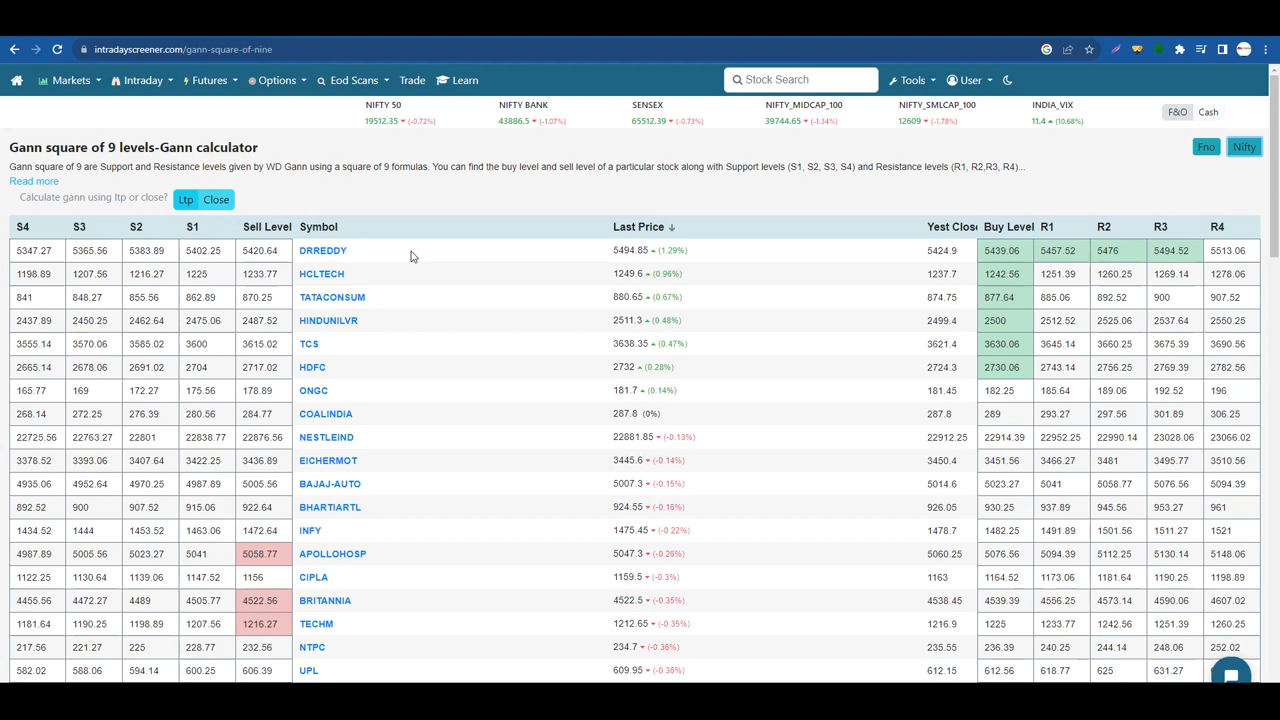 intradayscreener.com/gann-square-of-nine
Markets Intraday Futures Options Eod Scans Trade Learn Stock Search Tools User
NIFTY 50 NIFTY BANK SENSEX NIFTY_MIDCAP_100 NIFTY_SMLCAP_100 INDIA_VIX
19512.35 (-0.72%) 43886.5 (-1.07%) 65512.39 (-0.73%) 39744.65 (-1.34%) 12609 (-1.78%) 11.4 (10.68%)
F&O Cash
Gann square of 9 levels-Gann calculator Fno Nifty
Gann square of 9 are Support and Resistance levels given by WD Gann using a square of 9 formulas. You can find the buy level and sell level of a particular stock along with Support levels (S1, S2, S3, S4) and Resistance levels (R1, R2,R3, R4)...
Read more
Calculate gann using ltp or close? Ltp Close
S4 S3 S2 S1 Sell Level Symbol Last Price ↓ Yest Close Buy Level R1 R2 R3 R4
5347.27 5365.56 5383.89 5402.25 5420.64 DRREDDY 5494.85 (1.29%) 5424.9 5439.06 5457.52 5476 5494.52 5513.06
1198.89 1207.56 1216.27 1225 1233.77 HCLTECH 1249.6 (0.96%) 1237.7 1242.56 1251.39 1260.25 1269.14 1278.06
841 848.27 855.56 862.89 870.25 TATACONSUM 880.65 (0.67%) 874.75 877.64 885.06 892.52 900 907.52
2437.89 2450.25 2462.64 2475.06 2487.52 HINDUNILVR 2511.3 (0.48%) 2499.4 2500 2512.52 2525.06 2537.64 2550.25
3555.14 3570.06 3585.02 3600 3615.02 TCS 3638.35 (0.47%) 3621.4 3630.06 3645.14 3660.25 3675.39 3690.56
2665.14 2678.06 2691.02 2704 2717.02 HDFC 2732 (0.28%) 2724.3 2730.06 2743.14 2756.25 2769.39 2782.56
165.77 169 172.27 175.56 178.89 ONGC 181.7 (0.14%) 181.45 182.25 185.64 189.06 192.52 196
268.14 272.25 276.39 280.56 284.77 COALINDIA 287.8 (0%) 287.8 289 293.27 297.56 301.89 306.25
22725.56 22763.27 22801 22838.77 22876.56 NESTLEIND 22881.85 (-0.13%) 22912.25 22914.39 22952.25 22990.14 23028.06 23066.02
3378.52 3393.06 3407.64 3422.25 3436.89 EICHERMOT 3445.6 (-0.14%) 3450.4 3451.56 3466.27 3481 3495.77 3510.56
4935.06 4952.64 4970.25 4987.89 5005.56 BAJAJ-AUTO 5007.3 (-0.15%) 5014.6 5023.27 5041 5058.77 5076.56 5094.39
892.52 900 907.52 915.06 922.64 BHARTIARTL 924.55 (-0.16%) 926.05 930.25 937.89 945.56 953.27 961
1434.52 1444 1453.52 1463.06 1472.64 INFY 1475.45 (-0.22%) 1478.7 1482.25 1491.89 1501.56 1511.27 1521
4987.89 5005.56 5023.27 5041 5058.77 APOLLOHOSP 5047.3 (-0.26%) 5060.25 5076.56 5094.39 5112.25 5130.14 5148.06
1122.25 1130.64 1139.06 1147.52 1156 CIPLA 1159.5 (-0.3%) 1163 1164.52 1173.06 1181.64 1190.25 1198.89
4455.56 4472.27 4489 4505.77 4522.56 BRITANNIA 4522.5 (-0.35%) 4538.45 4539.39 4556.25 4573.14 4590.06 4607.02
1181.64 1190.25 1198.89 1207.56 1216.27 TECHM 1212.65 (-0.35%) 1216.9 1225 1233.77 1242.56 1251.39 1260.25
217.56 221.27 225 228.77 232.56 NTPC 234.7 (-0.36%) 235.55 236.39 240.25 244.14 248.06 252.02
582.02 588.06 594.14 600.25 606.39 UPL 609.95 (-0.36%) 612.15 612.56 618.77 625 631.27